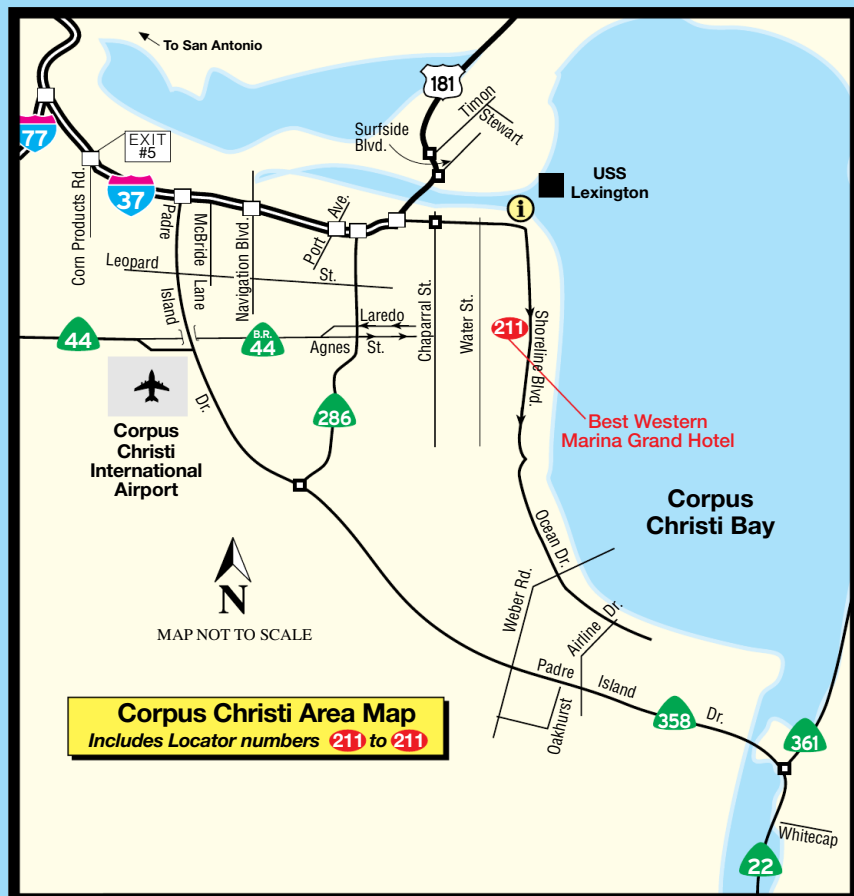 To San Antonio
181
Timon
Stewart
Surfside
Blvd.
77
EXIT
#5
USS
Lexington
i
37
Corn Products Rd.
Padre
Island
Dr.
McBride
Lane
Navigation Blvd.
Port Ave.
Leopard
St.
Chaparral St.
Water St.
Laredo
Agnes
St.
44
B.R.
44
211
Shoreline Blvd.
286
Best Western
Marina Grand Hotel
Corpus
Christi
International
Airport
Corpus
Christi Bay
Ocean Dr.
N
MAP NOT TO SCALE
Weber Rd.
Airline Dr.
Padre
Island
Dr.
Oakhurst
358
361
Corpus Christi Area Map
Includes Locator numbers 211 to 211
Whitecap
22